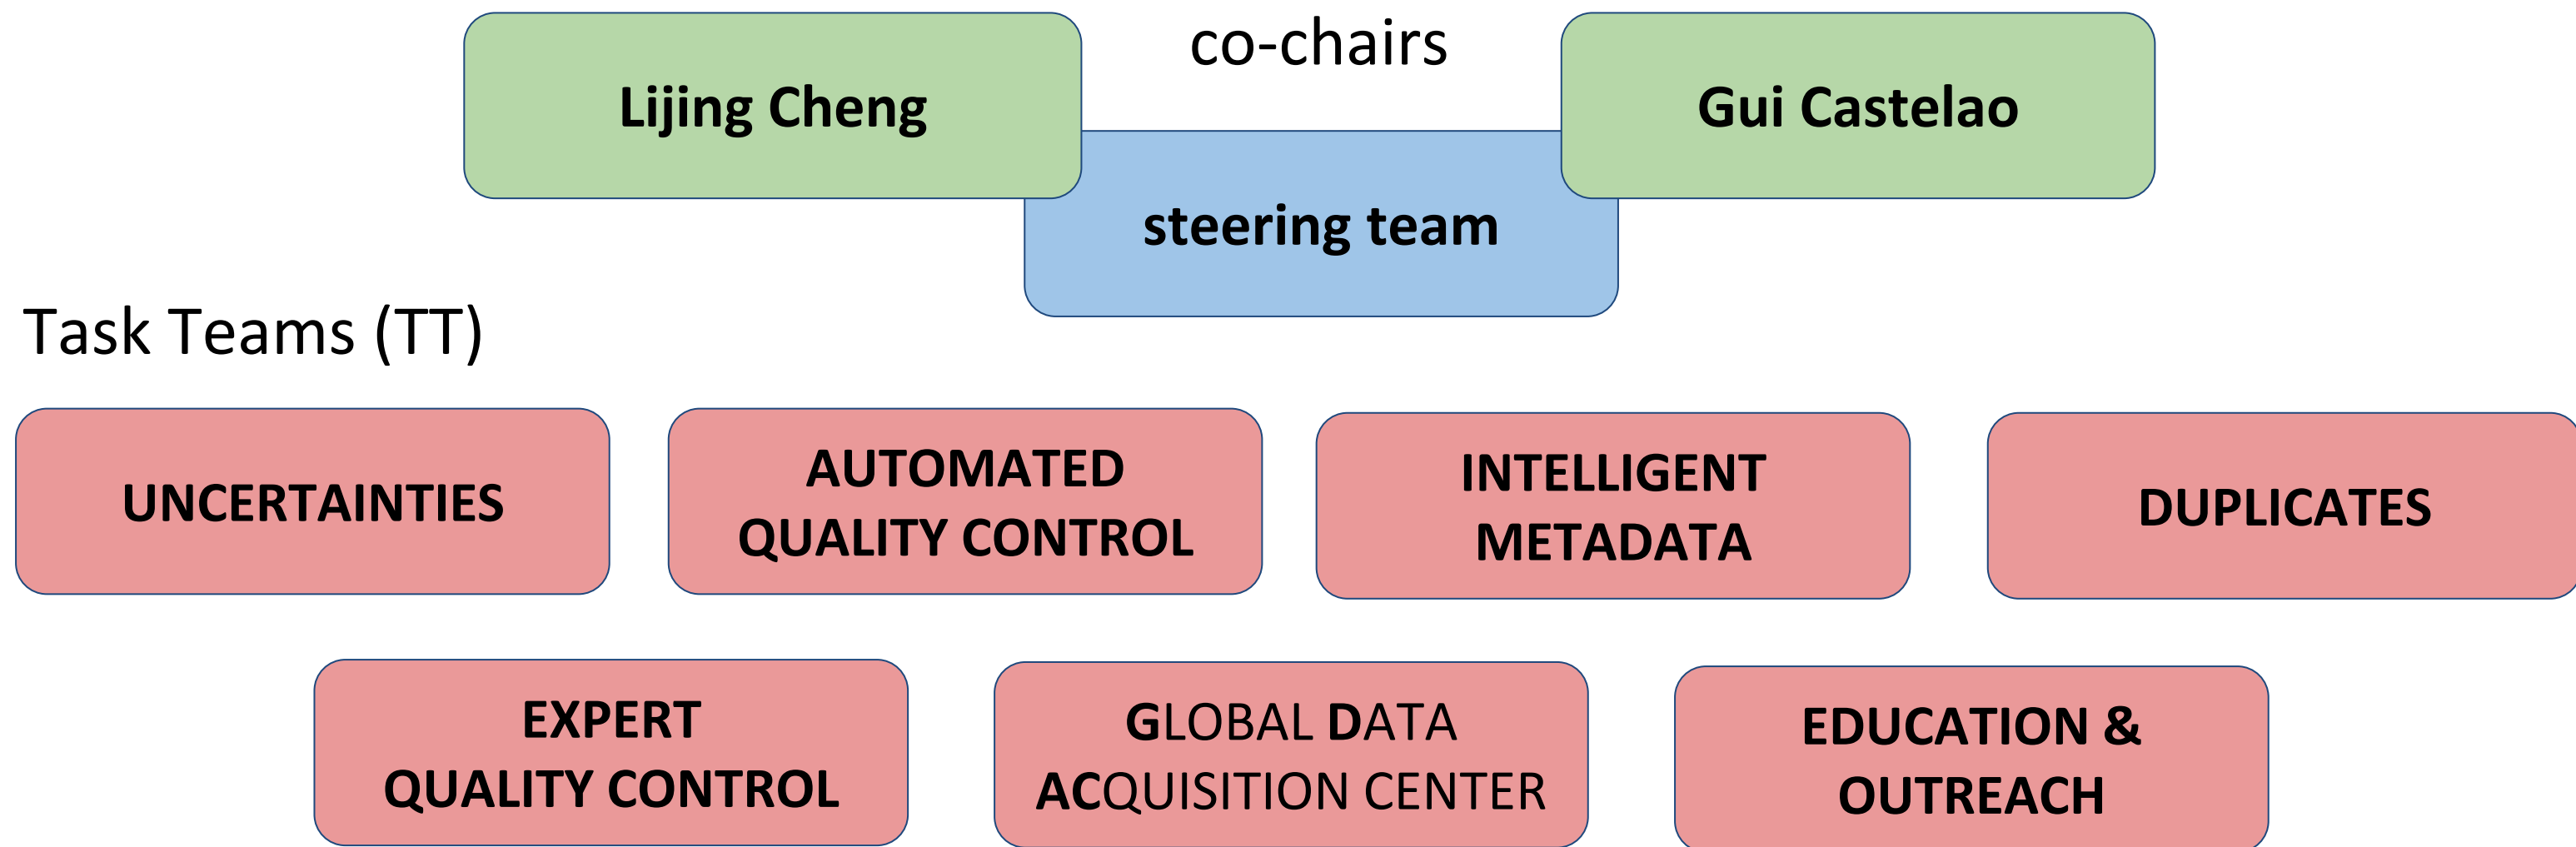 co-chairs
Lijing Cheng
Gui Castelao
steering team
Task Teams (TT)
UNCERTAINTIES
AUTOMATED
QUALITY CONTROL
INTELLIGENT
METADATA
DUPLICATES
EXPERT
QUALITY CONTROL
GLOBAL DATA
ACQUISITION CENTER
EDUCATION &
OUTREACH